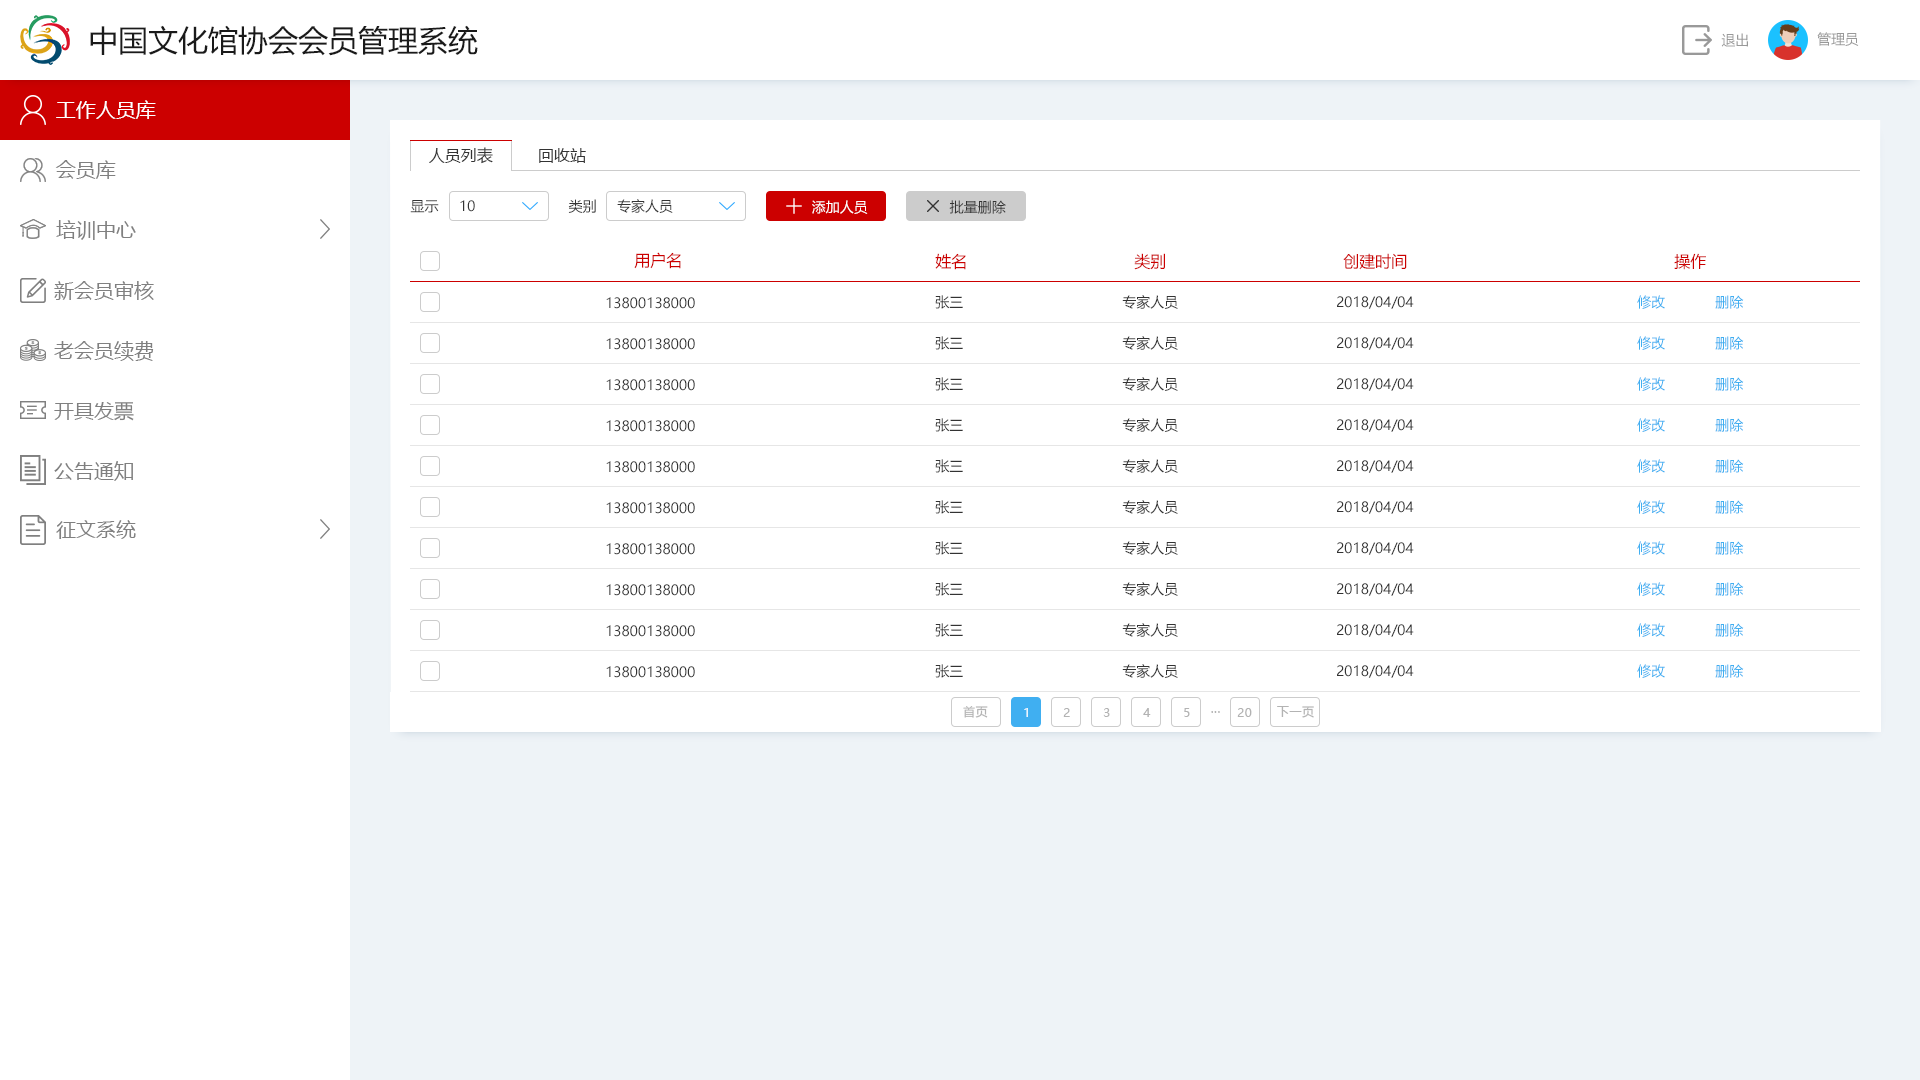 中国文化馆协会会员管理系统
退出 管理员
工作人员库
会员库
培训中心
新会员审核
老会员续费
开具发票
公告通知
征文系统
人员列表 回收站
显示 10 类别 专家人员 添加人员 批量删除
用户名 姓名 类别 创建时间 操作
13800138000 张三 专家人员 2018/04/04 修改 删除
13800138000 张三 专家人员 2018/04/04 修改 删除
13800138000 张三 专家人员 2018/04/04 修改 删除
13800138000 张三 专家人员 2018/04/04 修改 删除
13800138000 张三 专家人员 2018/04/04 修改 删除
13800138000 张三 专家人员 2018/04/04 修改 删除
13800138000 张三 专家人员 2018/04/04 修改 删除
13800138000 张三 专家人员 2018/04/04 修改 删除
13800138000 张三 专家人员 2018/04/04 修改 删除
13800138000 张三 专家人员 2018/04/04 修改 删除
首页 1 2 3 4 5 ··· 20 下一页